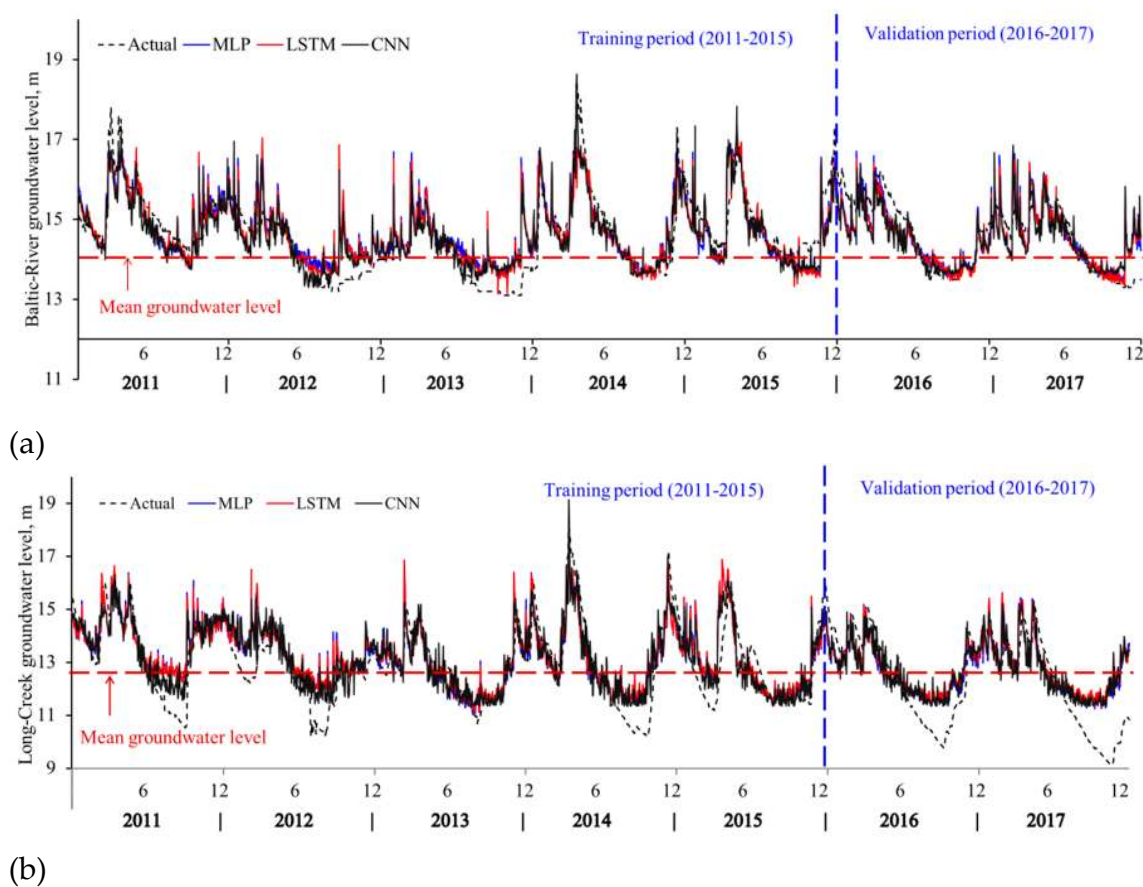 Actual MLP LSTM CNN
Training period (2011-2015)
Validation period (2016-2017)
Baltic-River groundwater level, m
19
17
15
13
11
Mean groundwater level
6 12 6 12 6 12 6 12 6 12 6 12 6 12
2011 | 2012 | 2013 | 2014 | 2015 | 2016 | 2017
(a)
Actual MLP LSTM CNN
Training period (2011-2015)
Validation period (2016-2017)
Long-Creek groundwater level, m
19
17
15
13
11
9
Mean groundwater level
6 12 6 12 6 12 6 12 6 12 6 12 6 12
2011 | 2012 | 2013 | 2014 | 2015 | 2016 | 2017
(b)